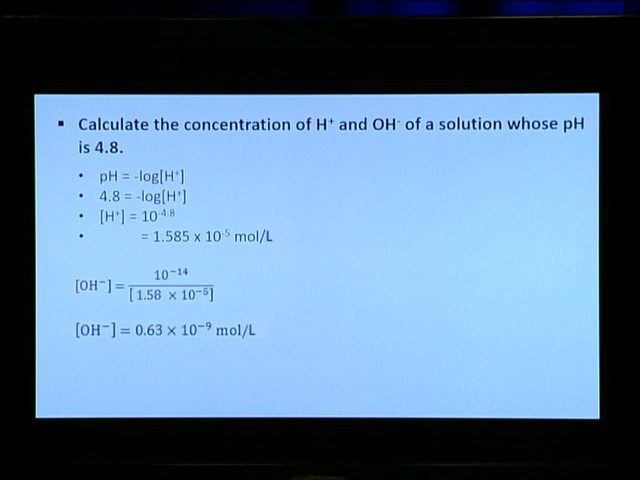 ▪ Calculate the concentration of H⁺ and OH⁻ of a solution whose pH
is 4.8.
• pH = -log[H⁺]
• 4.8 = -log[H⁺]
• [H⁺] = 10⁻⁴·⁸
• = 1.585 x 10⁻⁵ mol/L
[OH⁻] = 10⁻¹⁴ / [1.58 × 10⁻⁵]
[OH⁻] = 0.63 × 10⁻⁹ mol/L